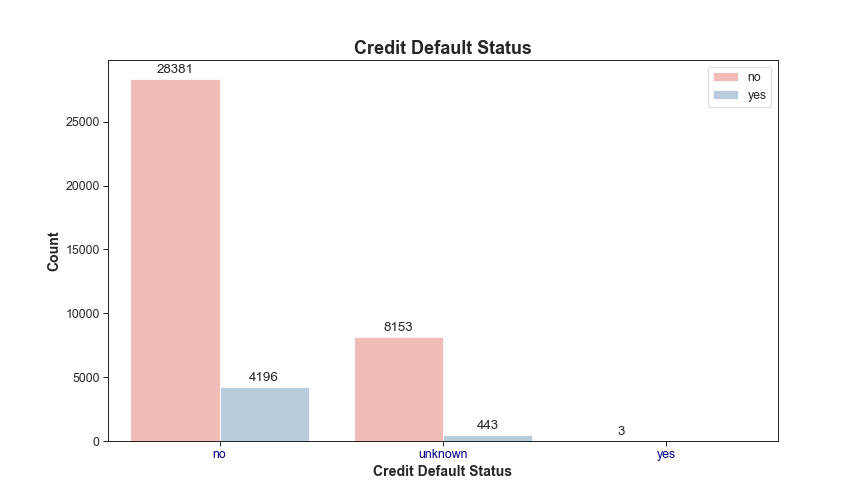 Credit Default Status
28381
no
yes
25000
20000
15000
10000
5000
0
Count
4196
8153
443
3
no
unknown
yes
Credit Default Status